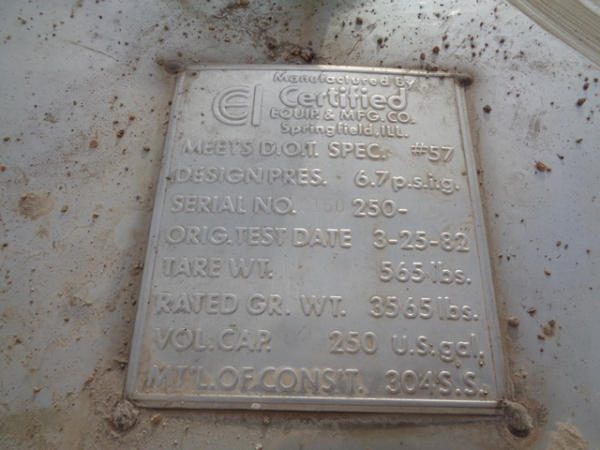 Manufactured By
CEI Certified
EQUIP. & MFG. CO.
Springfield, ILL.
MEETS D.O.T. SPEC. #57
DESIGN PRES. 6.7 p.s.i.g.
SERIAL NO. 250-
ORIG. TEST DATE 3-25-82
TARE WT. 565 lbs.
RATED GR. WT. 3565 lbs.
VOL. CAP. 250 U.S. gal.
MT'L. OF CONST. 304 S.S.